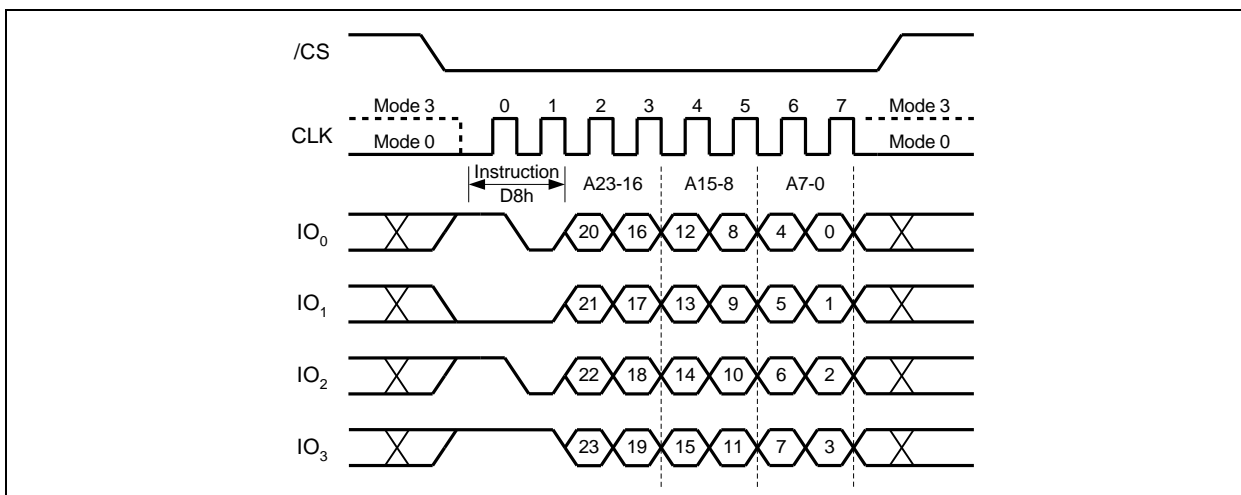 /CS
Mode 3 0 1 2 3 4 5 6 7 Mode 3
CLK
Mode 0 Mode 0
Instruction
D8h
A23-16 A15-8 A7-0
IO0 20 16 12 8 4 0
IO1 21 17 13 9 5 1
IO2 22 18 14 10 6 2
IO3 23 19 15 11 7 3